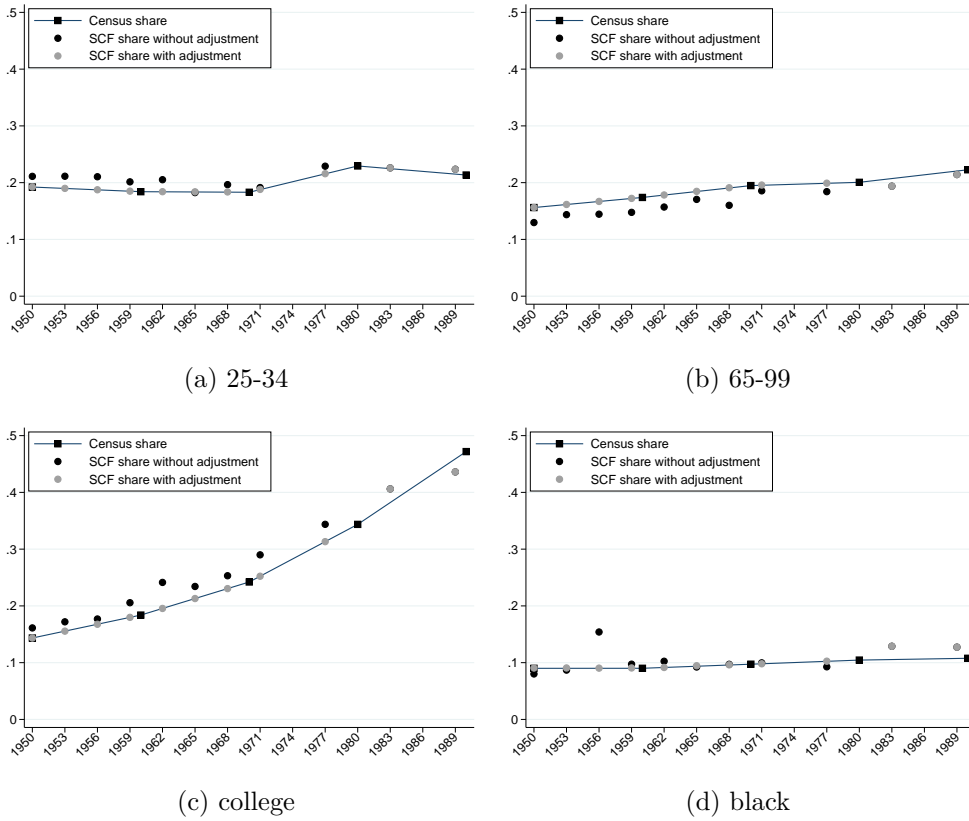 .5
.4
.3
.2
.1
0
Census share
SCF share without adjustment
SCF share with adjustment
1950 1953 1956 1959 1962 1965 1968 1971 1974 1977 1980 1983 1986 1989
(a) 25-34
.5
.4
.3
.2
.1
0
Census share
SCF share without adjustment
SCF share with adjustment
1950 1953 1956 1959 1962 1965 1968 1971 1974 1977 1980 1983 1986 1989
(b) 65-99
.5
.4
.3
.2
.1
0
Census share
SCF share without adjustment
SCF share with adjustment
1950 1953 1956 1959 1962 1965 1968 1971 1974 1977 1980 1983 1986 1989
(c) college
.5
.4
.3
.2
.1
0
Census share
SCF share without adjustment
SCF share with adjustment
1950 1953 1956 1959 1962 1965 1968 1971 1974 1977 1980 1983 1986 1989
(d) black